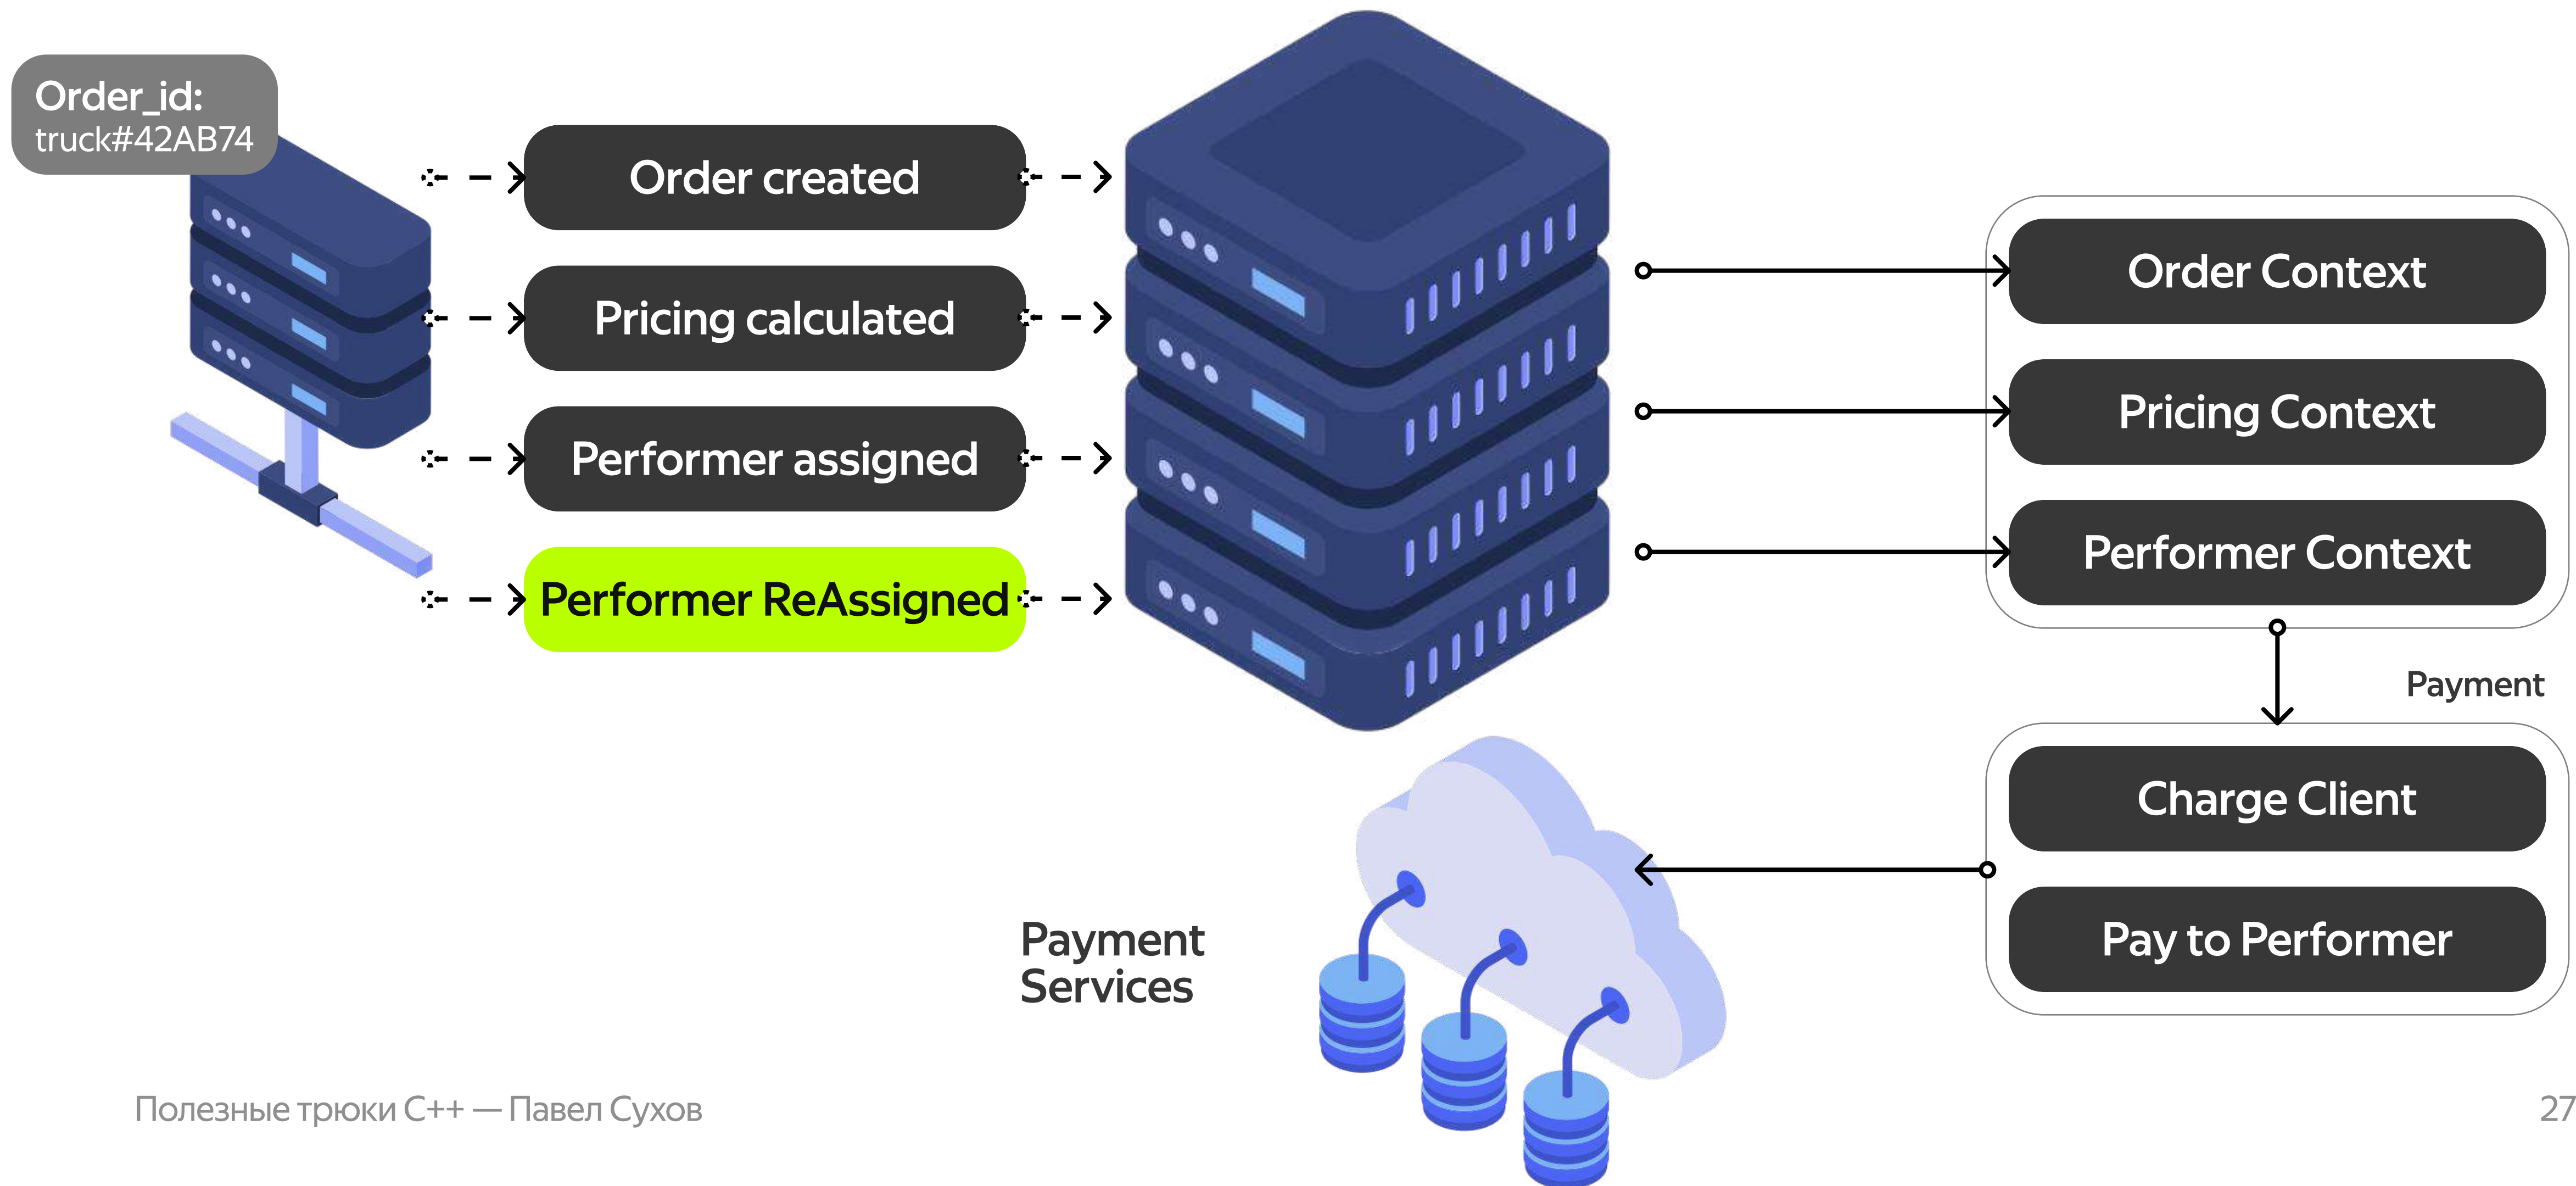 Order_id:
truck#42AB74
Order created
Pricing calculated
Performer assigned
Performer ReAssigned
Order Context
Pricing Context
Performer Context
Payment
Charge Client
Pay to Performer
Payment
Services
Полезные трюки C++ — Павел Сухов
27